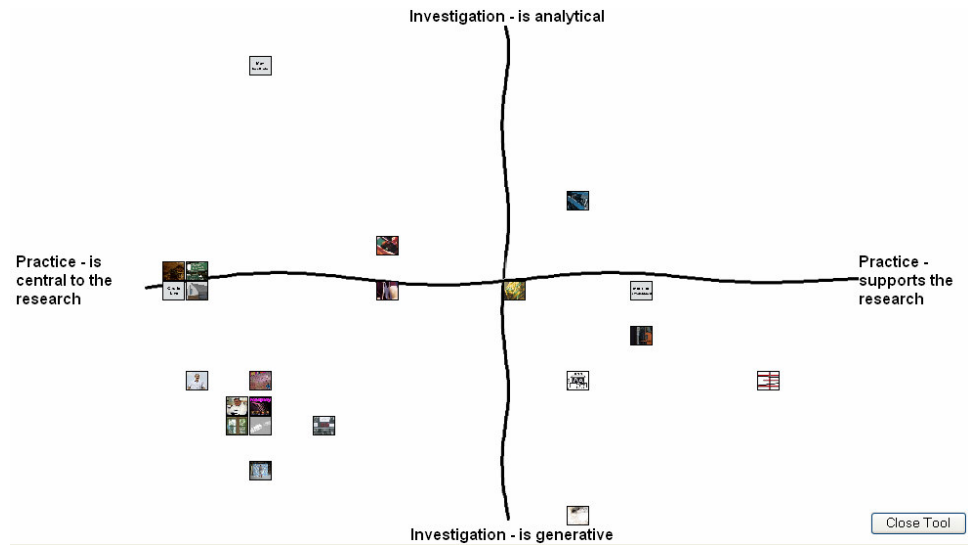 Investigation - is analytical
Practice - is
central to the
research
Practice -
supports the
research
Close Tool
Investigation - is generative